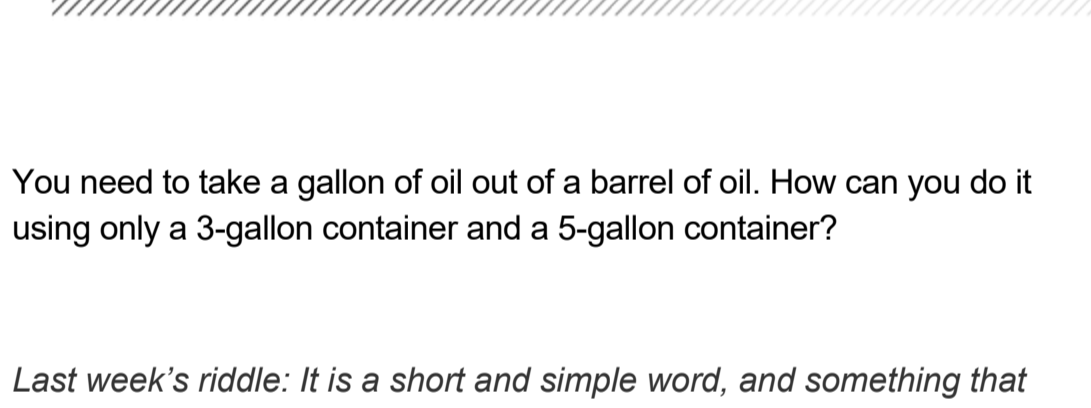 You need to take a gallon of oil out of a barrel of oil. How can you do it
using only a 3-gallon container and a 5-gallon container?
Last week’s riddle: It is a short and simple word, and something that